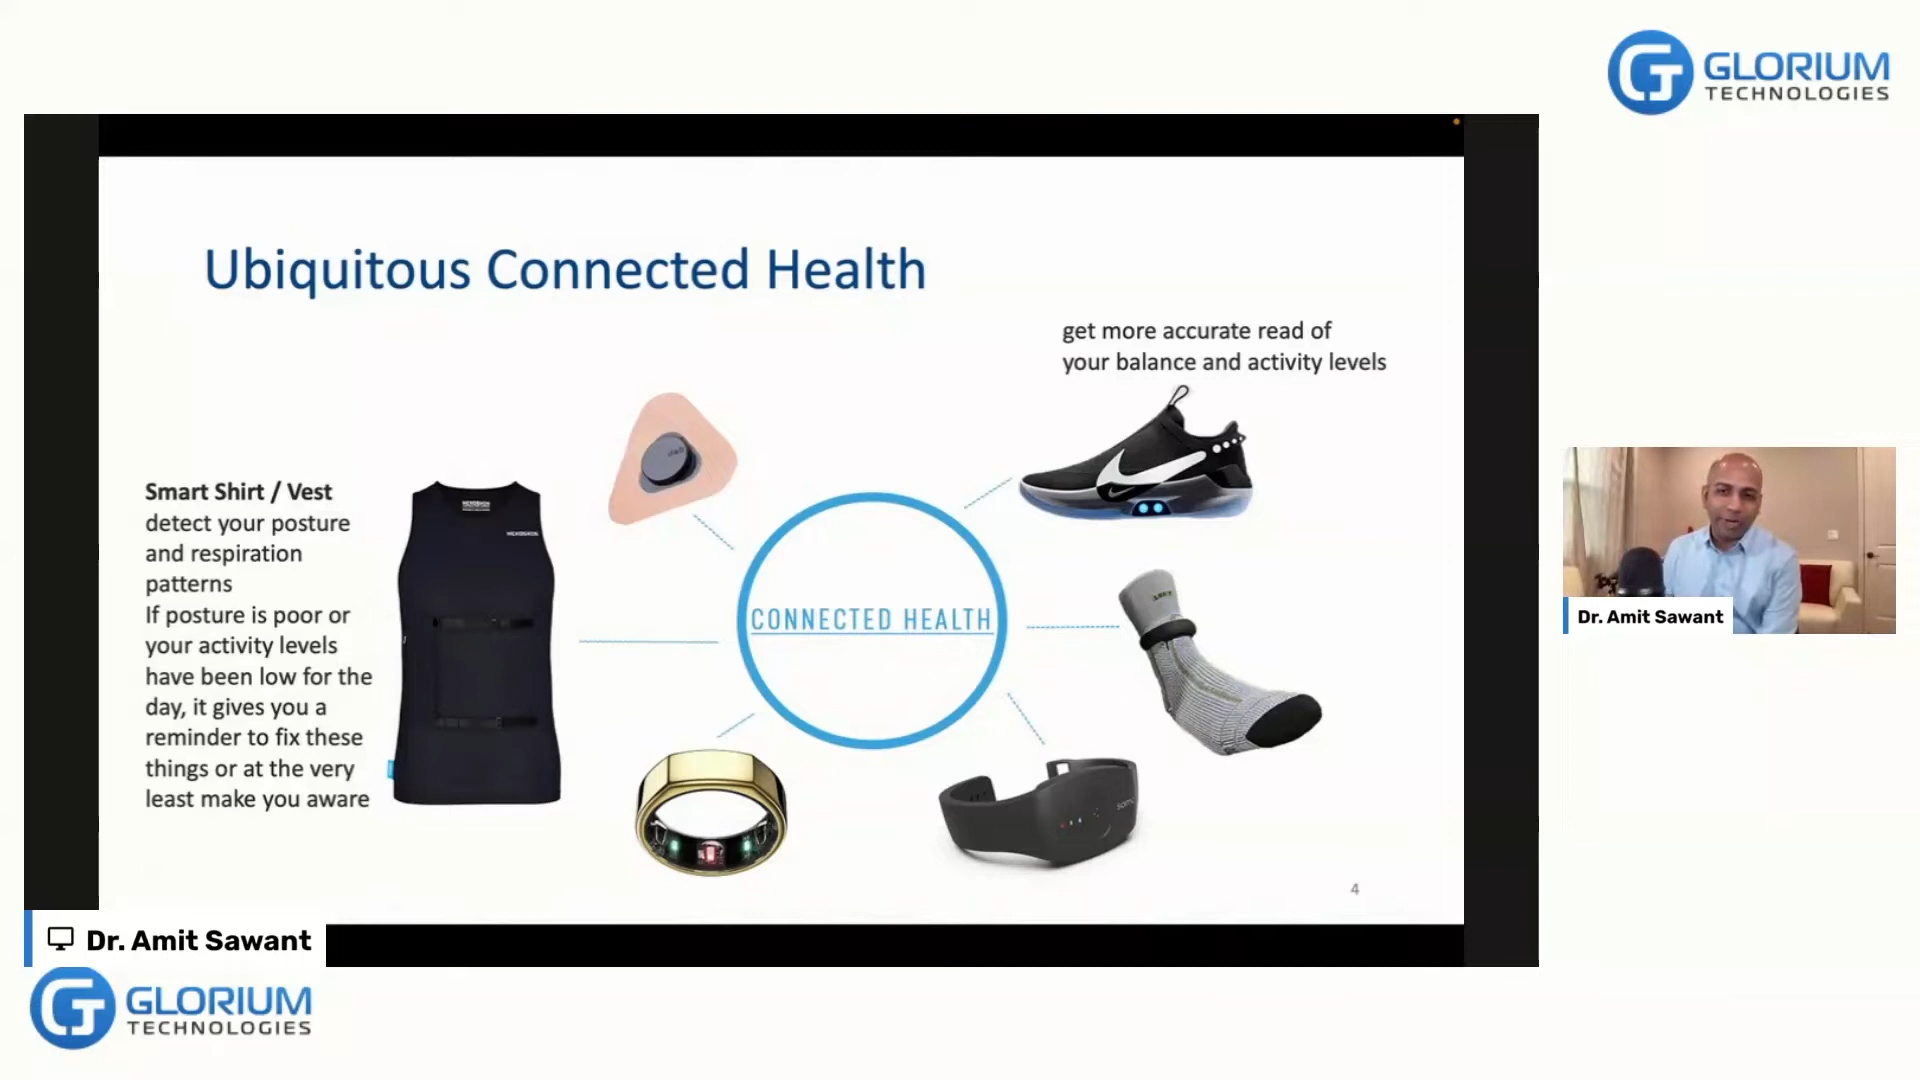 GLORIUM
TECHNOLOGIES
Ubiquitous Connected Health
get more accurate read of
your balance and activity levels
Smart Shirt / Vest
detect your posture
and respiration
patterns
If posture is poor or
your activity levels
have been low for the
day, it gives you a
reminder to fix these
things or at the very
least make you aware
CONNECTED HEALTH
4
Dr. Amit Sawant
Dr. Amit Sawant
GLORIUM
TECHNOLOGIES